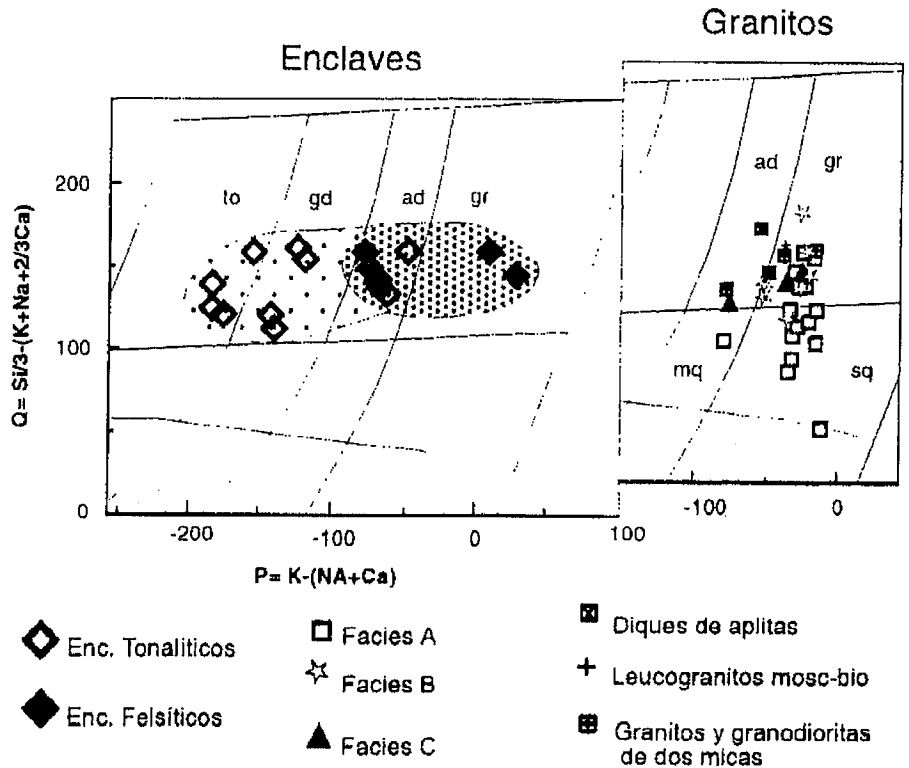 Enclaves
Granitos
Q= Si/3-(K+Na+2/3Ca)
200
100
0
to
gd
ad
gr
-200
-100
0
100
P= K-(NA+Ca)
ad
gr
mq
sq
-100
0
Enc. Tonaliticos
Enc. Felsíticos
Facies A
Facies B
Facies C
Diques de aplitas
Leucogranitos mosc-bio
Granitos y granodioritas
de dos micas